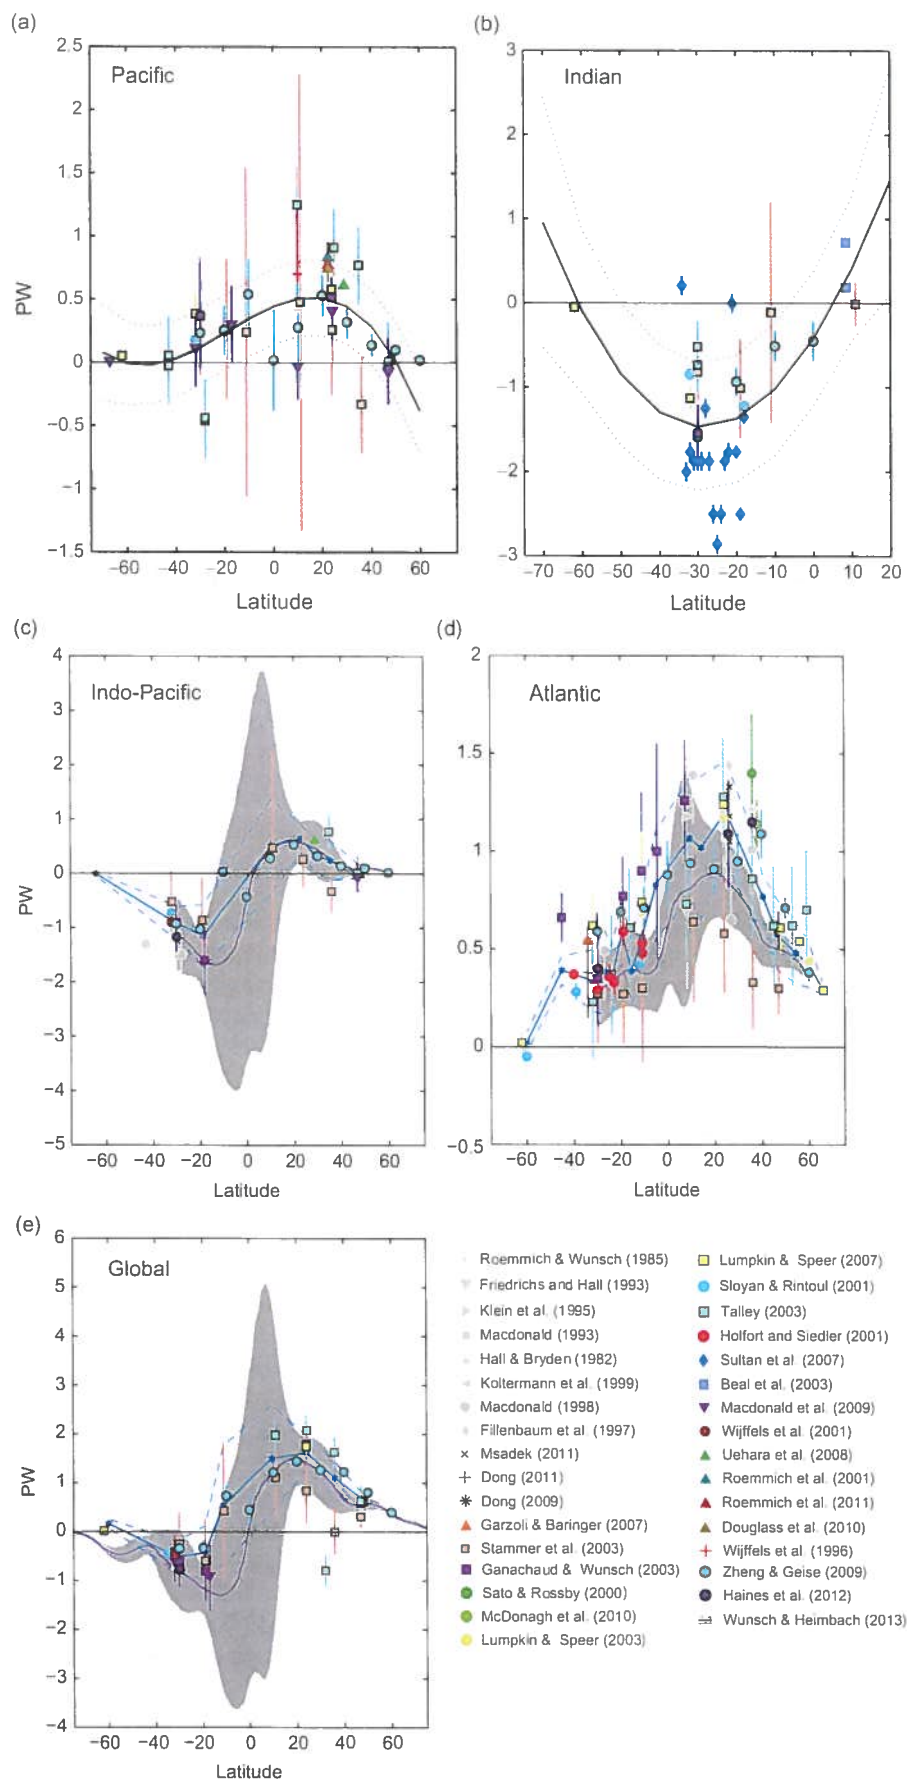 (a)
Pacific
2.5
2
1.5
1
0.5
0
−0.5
−1
−1.5
PW
−60 −40 −20 0 20 40 60
Latitude
(b)
Indian
3
2
1
0
−1
−2
−3
−70 −60 −50 −40 −30 −20 −10 0 10 20
Latitude
(c)
Indo-Pacific
4
3
2
1
0
−1
−2
−3
−4
−5
PW
−60 −40 −20 0 20 40 60
Latitude
(d)
Atlantic
2
1.5
1
0.5
0
−0.5
−60 −40 −20 0 20 40 60
Latitude
(e)
Global
6
5
4
3
2
1
0
−1
−2
−3
−4
PW
−60 −40 −20 0 20 40 60
Latitude
Roemmich & Wunsch (1985)
Friedrichs and Hall (1993)
Klein et al. (1995)
Macdonald (1993)
Hall & Bryden (1982)
Koltermann et al. (1999)
Macdonald (1998)
Fillenbaum et al. (1997)
Msadek (2011)
Dong (2011)
Dong (2009)
Garzoli & Baringer (2007)
Stammer et al. (2003)
Ganachaud & Wunsch (2003)
Sato & Rossby (2000)
McDonagh et al. (2010)
Lumpkin & Speer (2003)
Lumpkin & Speer (2007)
Sloyan & Rintoul (2001)
Talley (2003)
Holfort and Siedler (2001)
Sultan et al. (2007)
Beal et al. (2003)
Macdonald et al. (2009)
Wijffels et al. (2001)
Uehara et al. (2008)
Roemmich et al. (2001)
Roemmich et al. (2011)
Douglass et al. (2010)
Wijffels et al. (1996)
Zheng & Geise (2009)
Haines et al. (2012)
Wunsch & Heimbach (2013)